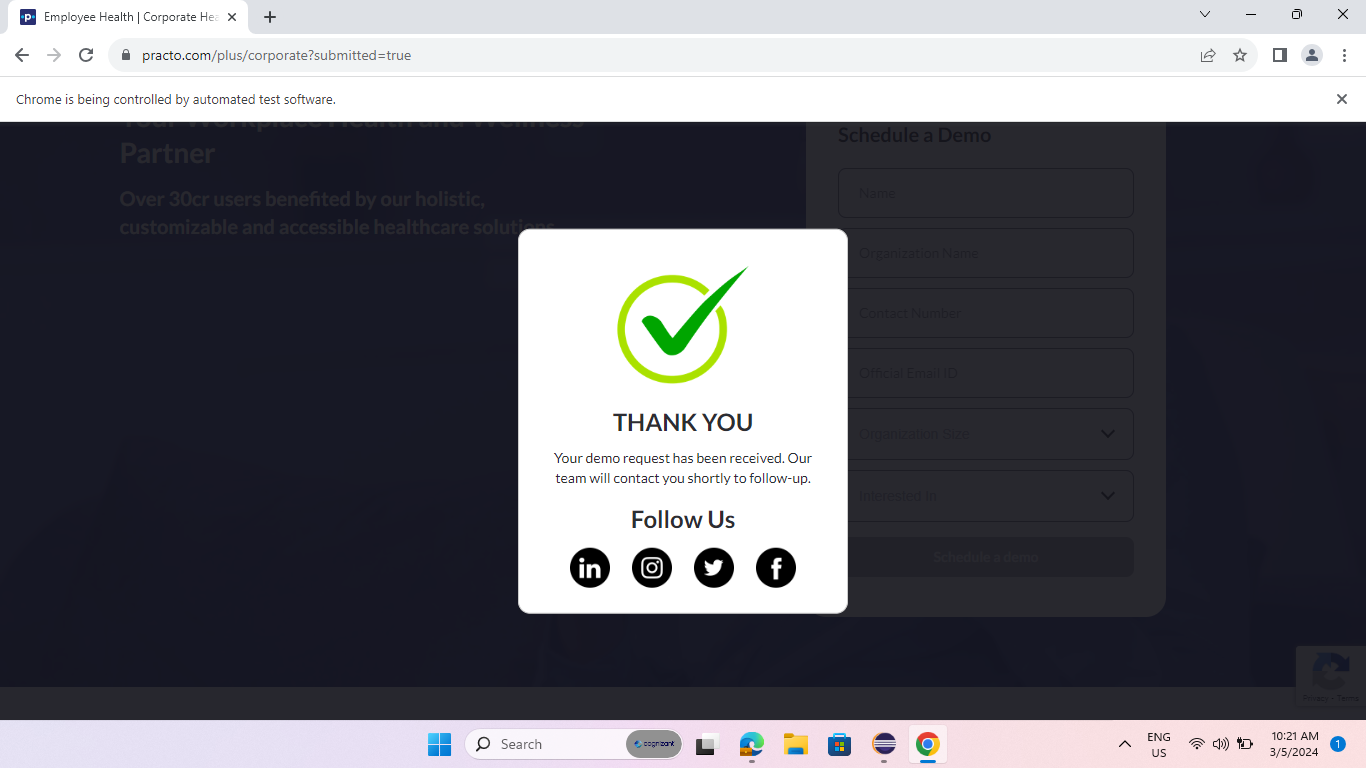 Employee Health | Corporate Hea
practo.com/plus/corporate?submitted=true
Chrome is being controlled by automated test software.
Your Workplace Health and Wellness
Partner
Over 30cr users benefited by our holistic,
customizable and accessible healthcare solutions
Schedule a Demo
Name
Organization Name
Contact Number
Official Email ID
Organization Size
Interested In
Schedule a demo
THANK YOU
Your demo request has been received. Our
team will contact you shortly to follow-up.
Follow Us
Privacy - Terms
Search
cognizant
ENG
US
10:21 AM
3/5/2024
1